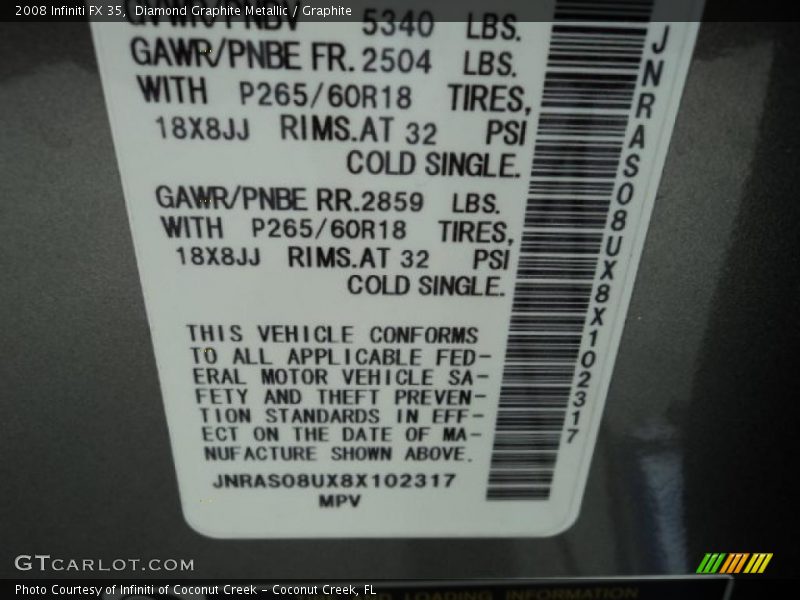 2008 Infiniti FX 35, Diamond Graphite Metallic / Graphite
GVWR/PNBV 5340 LBS.
GAWR/PNBE FR. 2504 LBS.
WITH P265/60R18 TIRES,
18X8JJ RIMS.AT 32 PSI
COLD SINGLE.
GAWR/PNBE RR. 2859 LBS.
WITH P265/60R18 TIRES,
18X8JJ RIMS.AT 32 PSI
COLD SINGLE.
THIS VEHICLE CONFORMS
TO ALL APPLICABLE FED-
ERAL MOTOR VEHICLE SA-
FETY AND THEFT PREVEN-
TION STANDARDS IN EFF-
ECT ON THE DATE OF MA-
NUFACTURE SHOWN ABOVE.
JNRAS08UX8X102317
MPV
JNRAS08UX8X102317
GTCARLOT.COM
LOADING INFORMATION
Photo Courtesy of Infiniti of Coconut Creek - Coconut Creek, FL